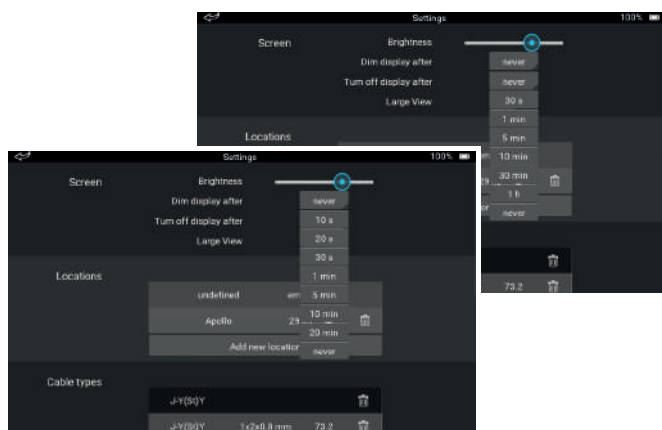 Settings 100%
Screen Brightness
Dim display after never
Turn off display after never
Large View 30 s
1 min
Locations 5 min
10 min
30 min
1 h
never
73.2
Settings 100%
Screen Brightness
Dim display after never
Turn off display after 10 s
Large View 20 s
30 s
Locations 1 min
undefined em 5 min
Apollo 29 10 min
20 min
Add new location never
Cable types
J-Y(St)Y
J-Y(St)Y 1x2x0.8 mm 73.2